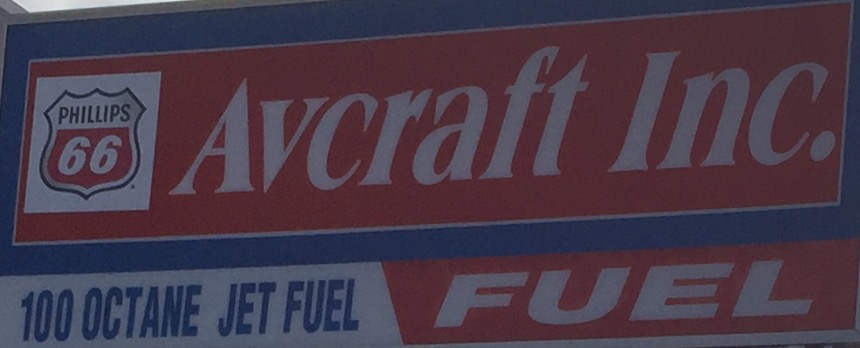 PHILLIPS
66
Avcraft Inc.
100 OCTANE JET FUEL
FUEL